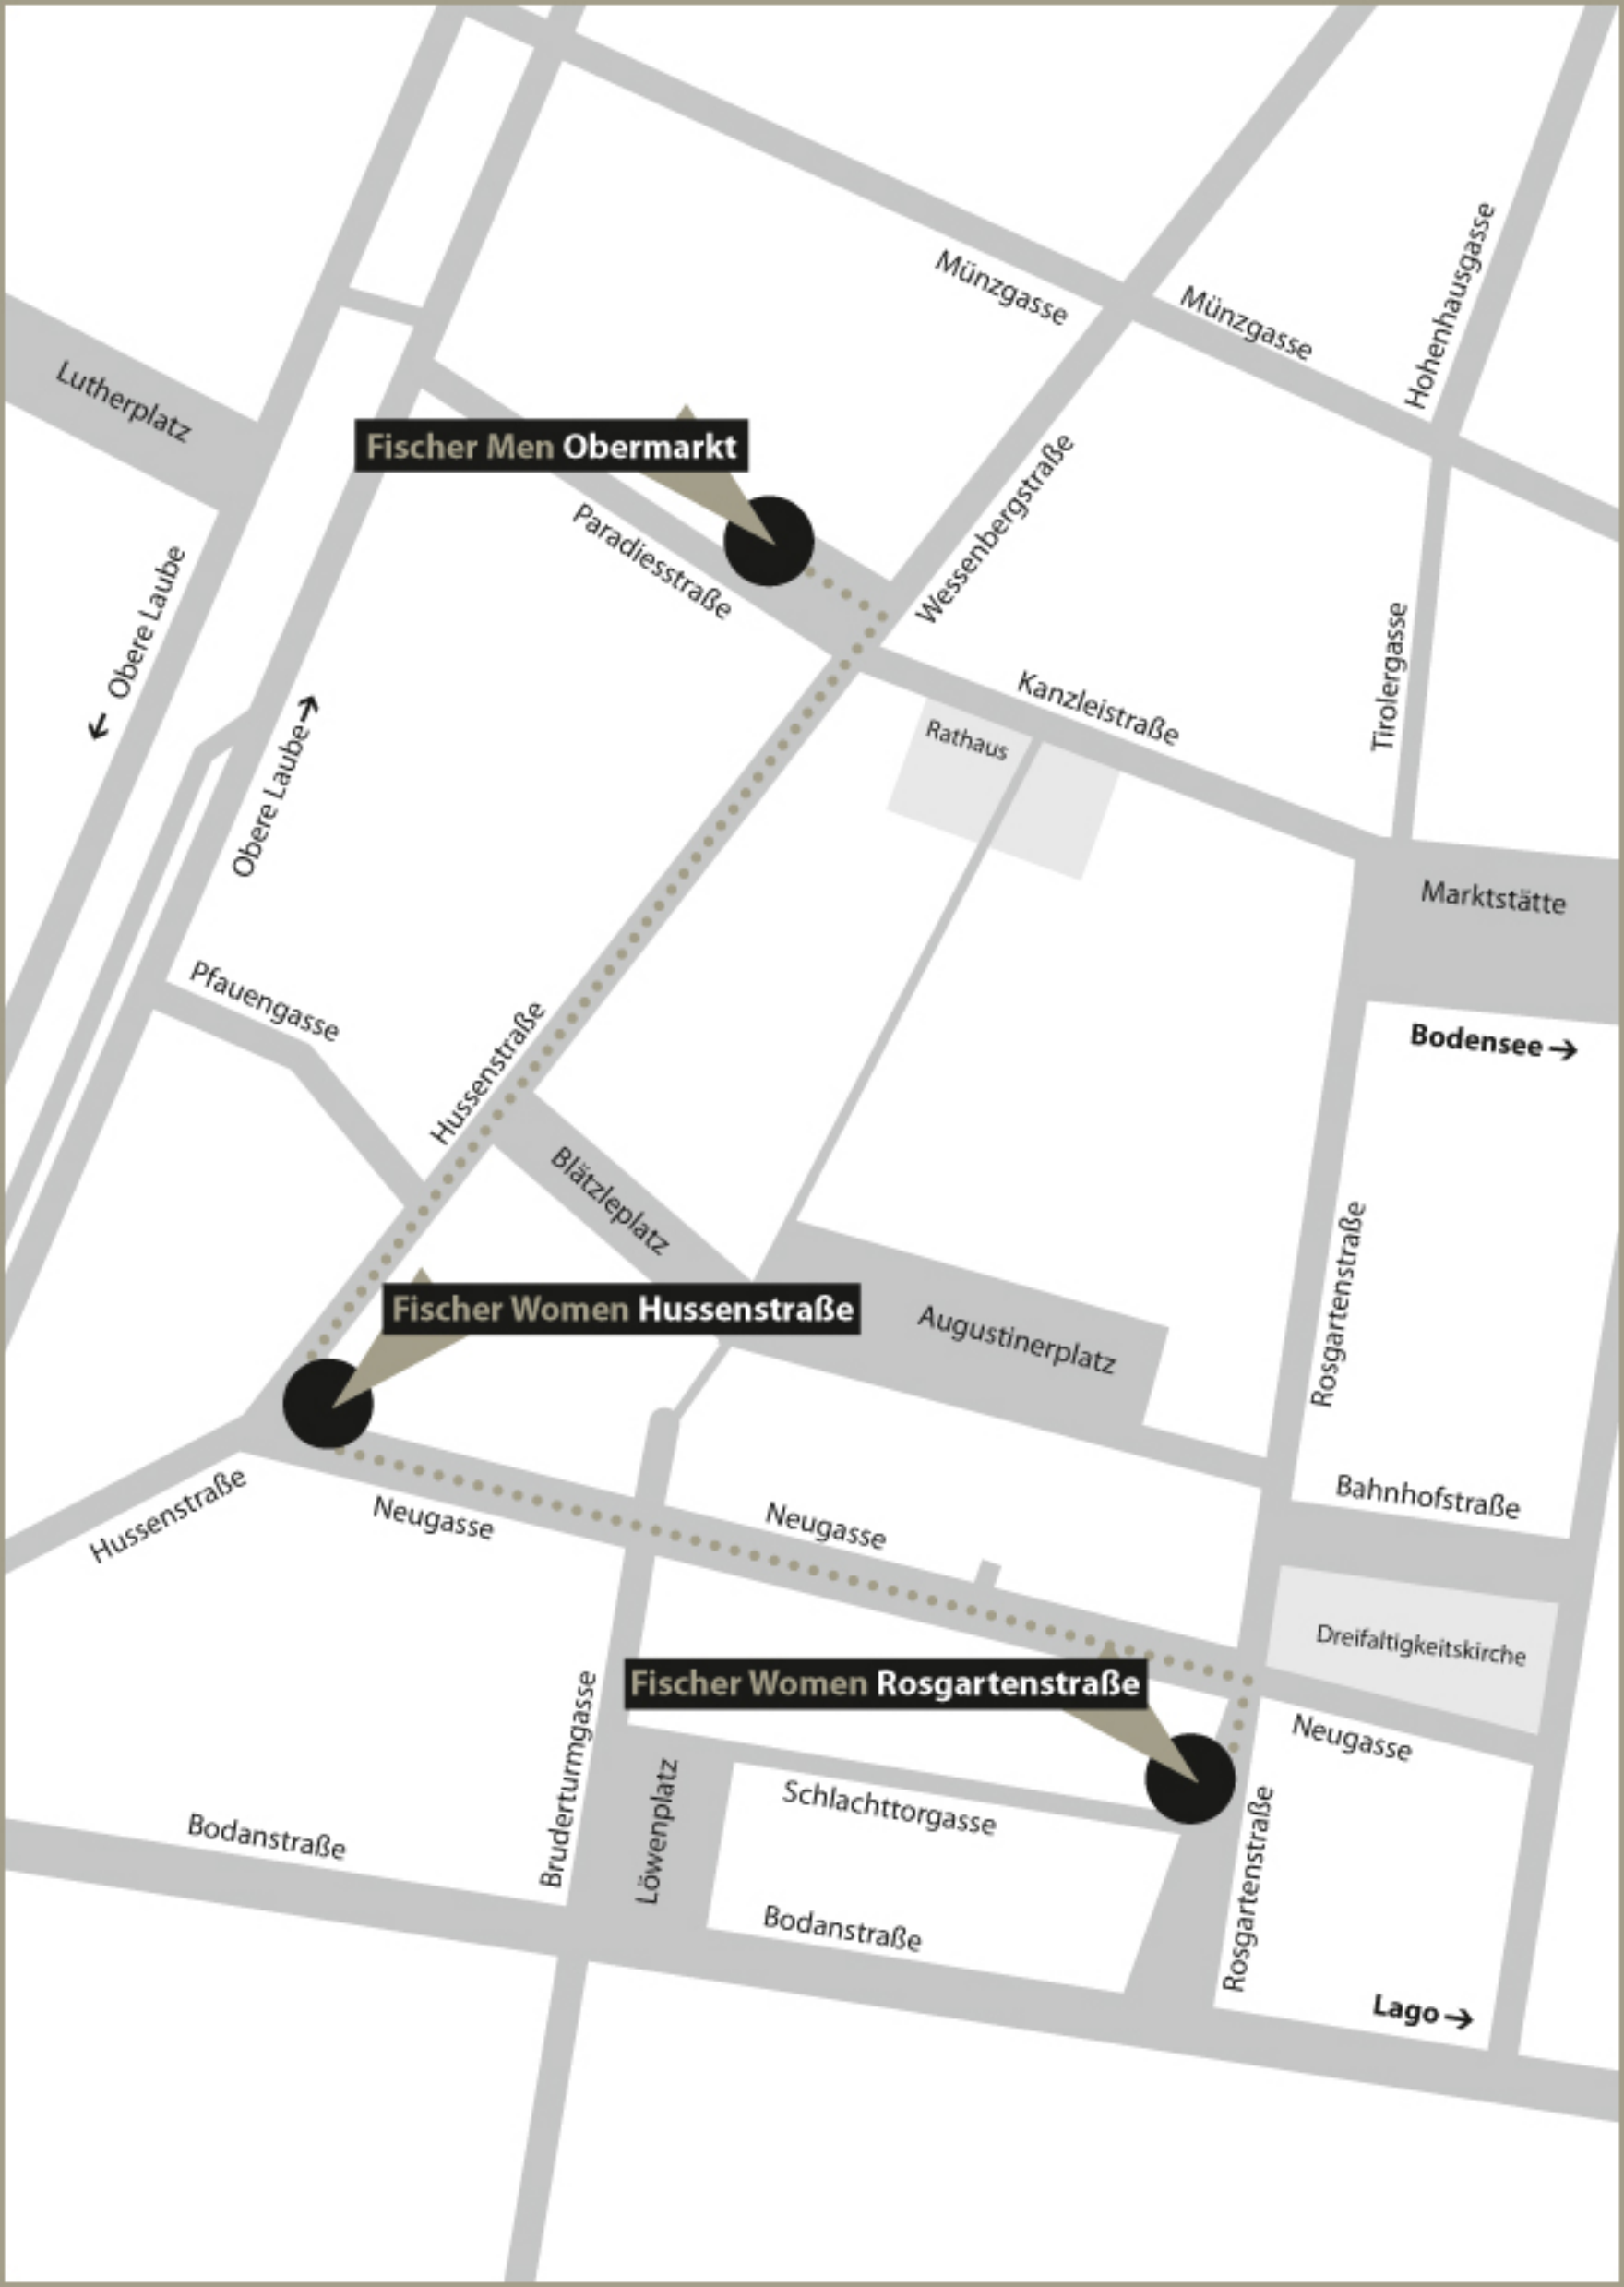 Münzgasse
Münzgasse
Hohenhausgasse
Lutherplatz
Fischer Men Obermarkt
Paradiesstraße
Wessenbergstraße
← Obere Laube
Tirolergasse
Kanzleistraße
Rathaus
Obere Laube →
Marktstätte
Pfauengasse
Bodensee →
Hussenstraße
Blätzleplatz
Rosgartenstraße
Fischer Women Hussenstraße
Augustinerplatz
Hussenstraße
Neugasse
Neugasse
Bahnhofstraße
Dreifaltigkeitskirche
Fischer Women Rosgartenstraße
Neugasse
Bruderturmgasse
Löwenplatz
Schlachttorgasse
Rosgartenstraße
Bodanstraße
Bodanstraße
Lago →